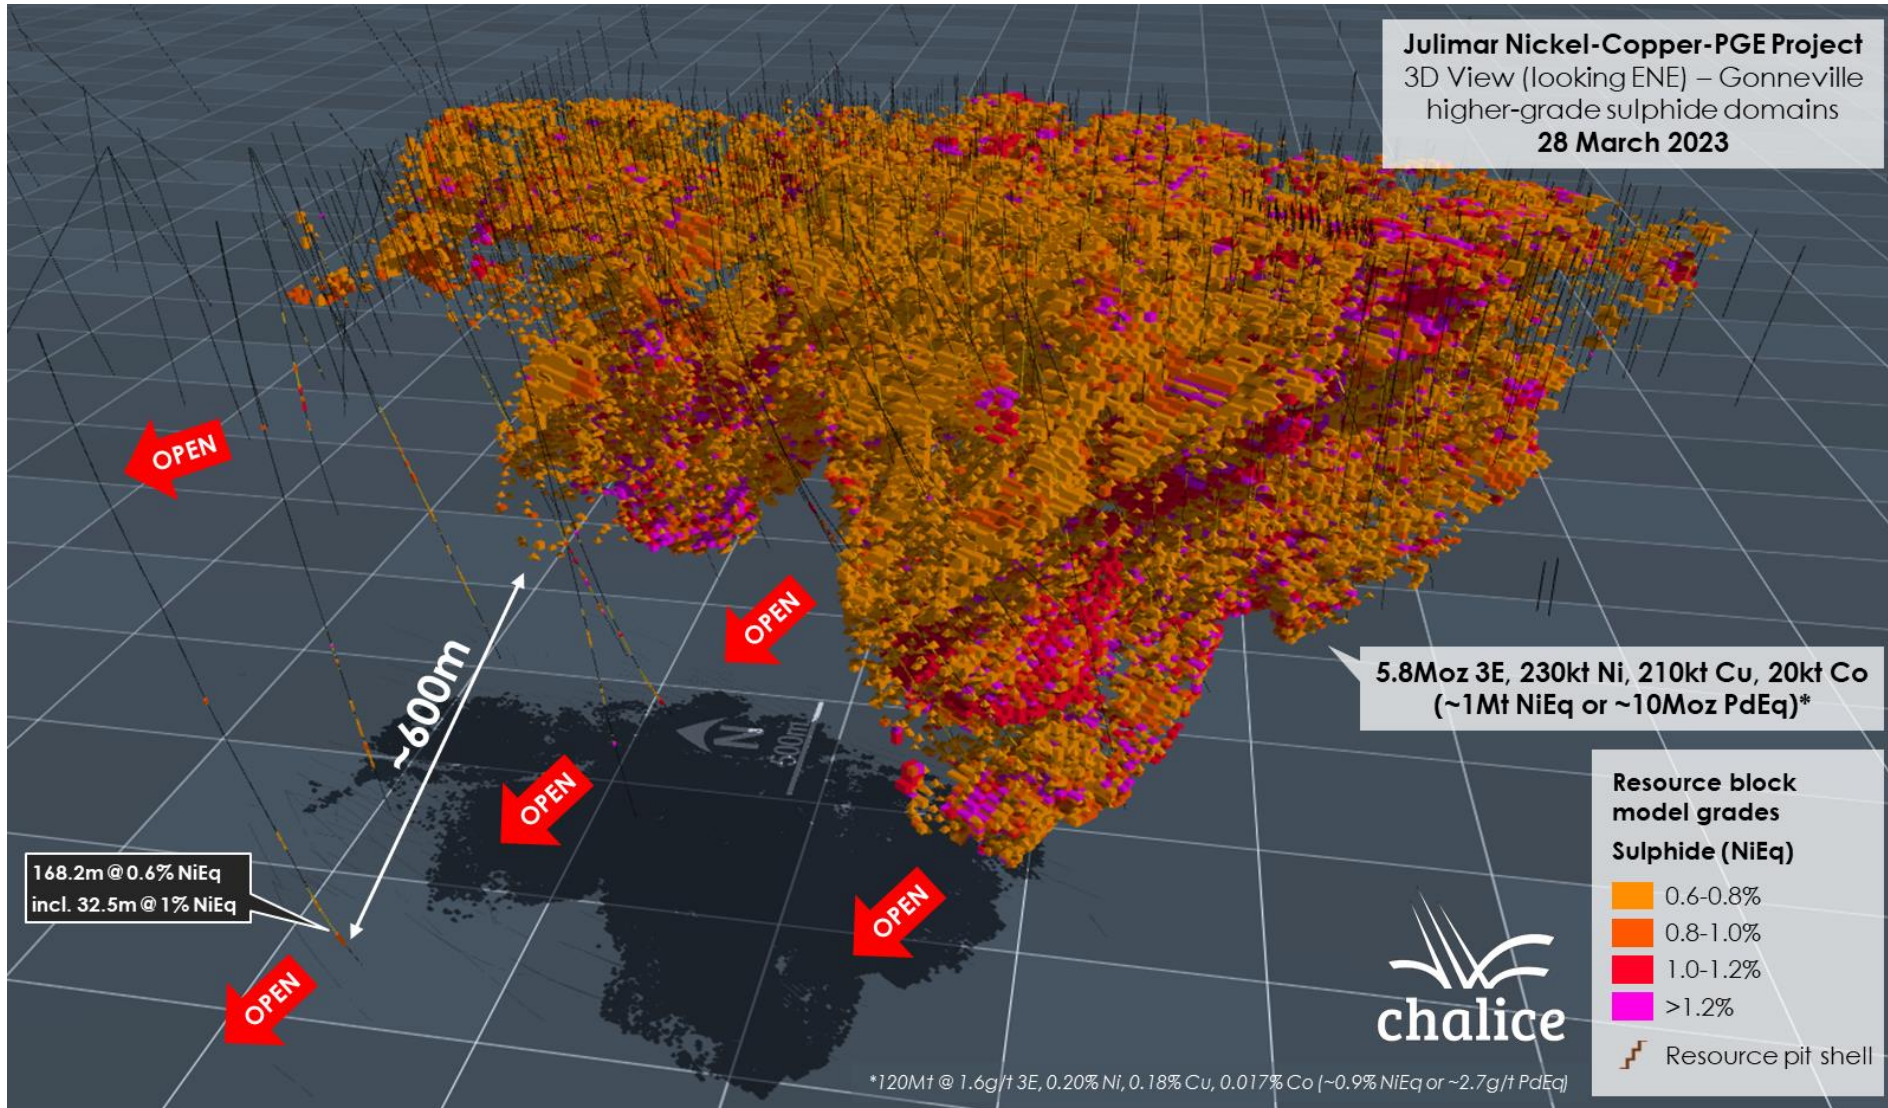 Julimar Nickel-Copper-PGE Project
3D View (looking ENE) – Gonneville
higher-grade sulphide domains
28 March 2023
OPEN
OPEN
~600m
5.8Moz 3E, 230kt Ni, 210kt Cu, 20kt Co
(~1Mt NiEq or ~10Moz PdEq)*
N
500m
OPEN
168.2m @ 0.6% NiEq
incl. 32.5m @ 1% NiEq
OPEN
OPEN
Resource block
model grades
Sulphide (NiEq)
0.6-0.8%
0.8-1.0%
1.0-1.2%
>1.2%
Resource pit shell
chalice
*120Mt @ 1.6g/t 3E, 0.20% Ni, 0.18% Cu, 0.017% Co (~0.9% NiEq or ~2.7g/t PdEq)